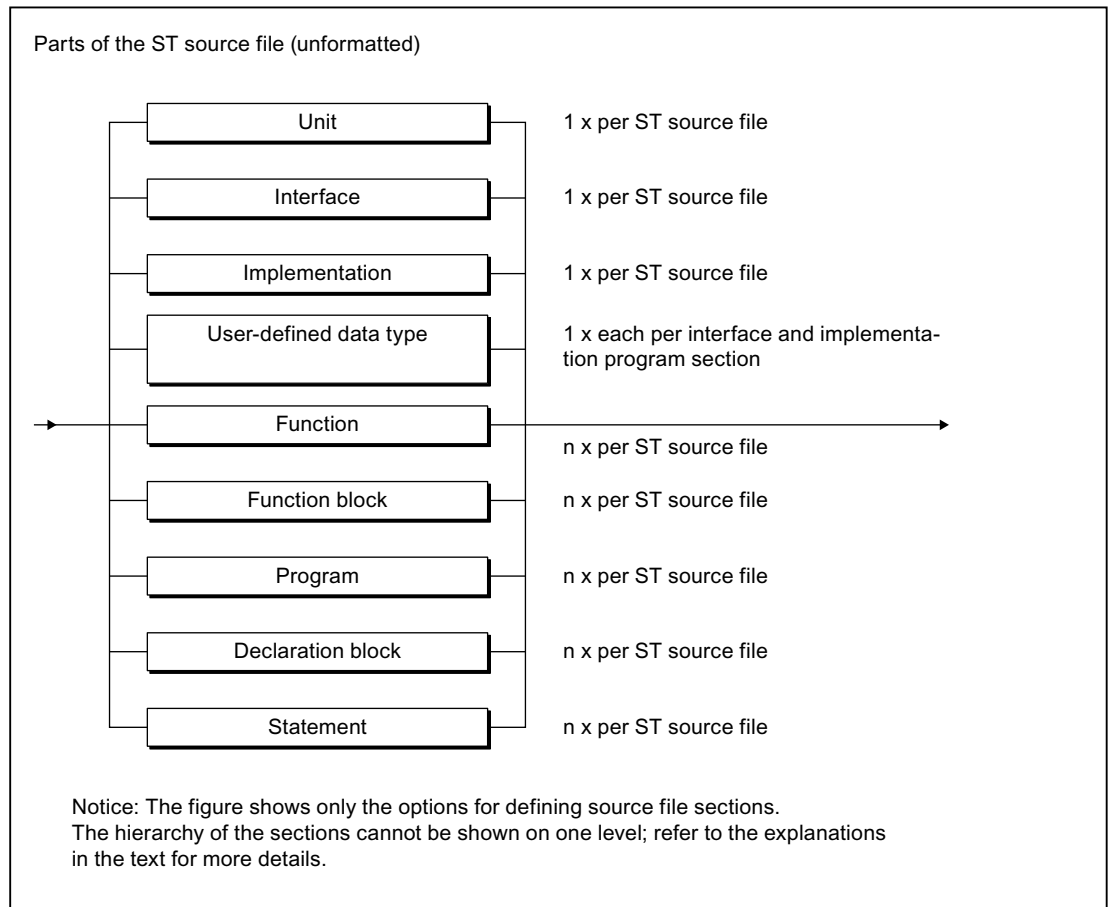 Parts of the ST source file (unformatted)
Unit
1 x per ST source file
Interface
1 x per ST source file
Implementation
1 x per ST source file
User-defined data type
1 x each per interface and implementa-
tion program section
Function
n x per ST source file
Function block
n x per ST source file
Program
n x per ST source file
Declaration block
n x per ST source file
Statement
n x per ST source file
Notice: The figure shows only the options for defining source file sections.
The hierarchy of the sections cannot be shown on one level; refer to the explanations
in the text for more details.